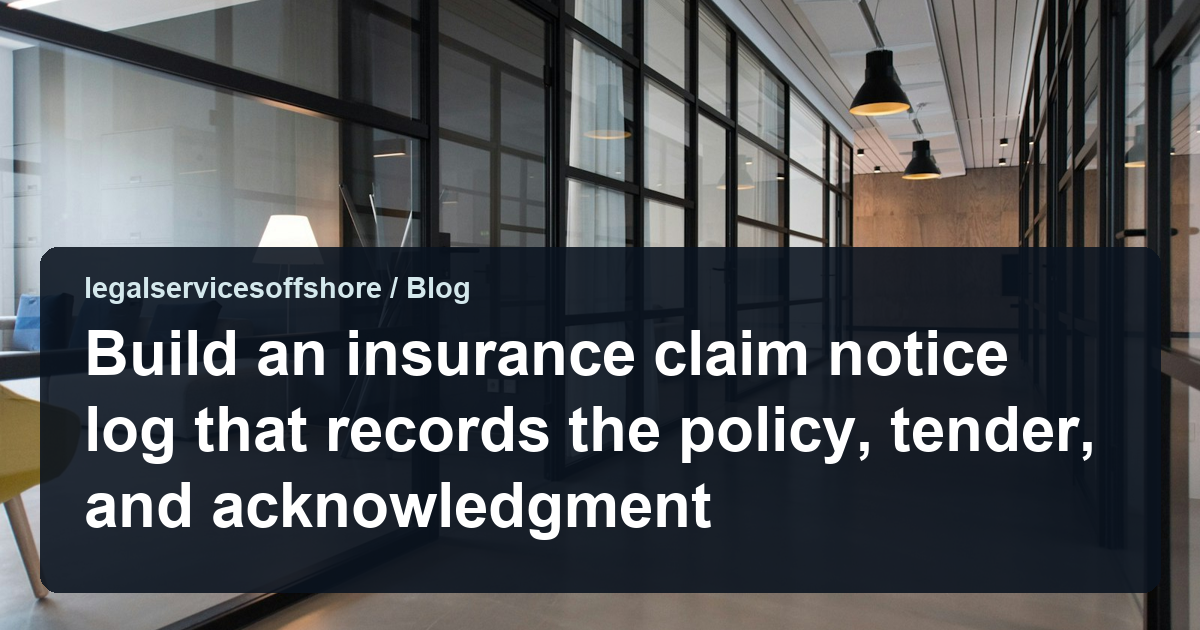 legalservicesoffshore / Blog
Build an insurance claim notice
log that records the policy, tender,
and acknowledgment